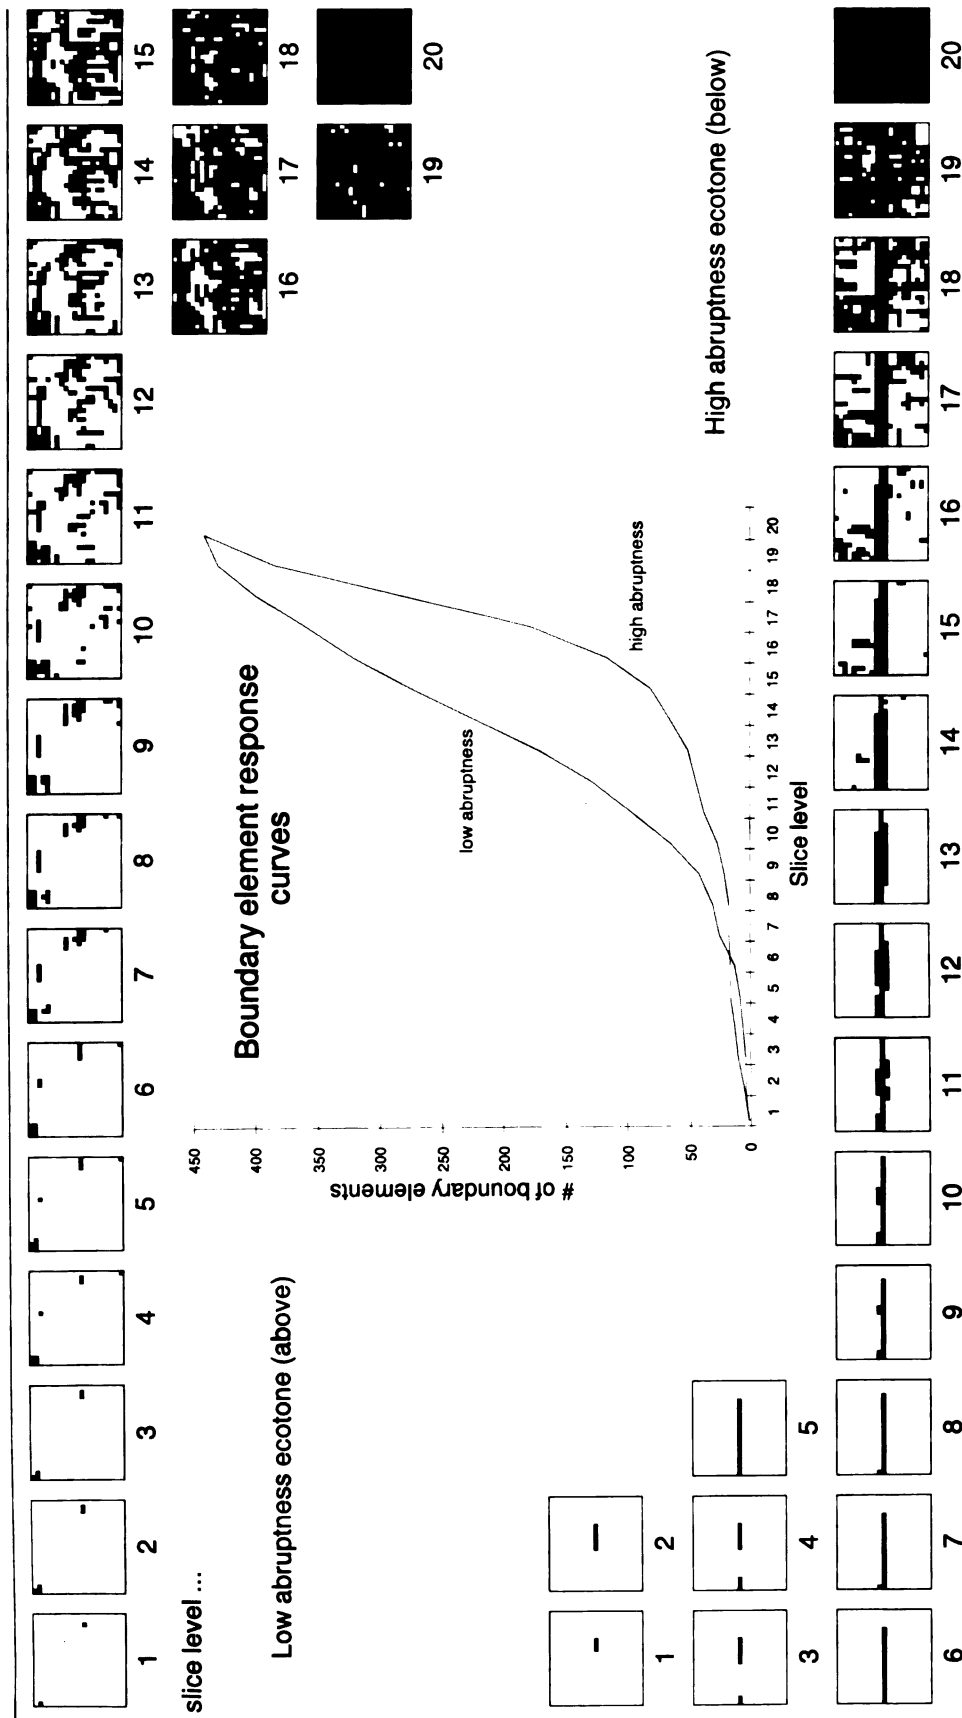 1 2 3 4 5 6 7 8 9 10 11 12 13 14 15
slice level ...
16 17 18
Low abruptness ecotone (above)
19 20
Boundary element response
curves
# of boundary elements
450
400
350
300
250
200
150
100
50
0
low abruptness
high abruptness
1 2 3 4 5 6 7 8 9 10 11 12 13 14 15 16 17 18 19 20
Slice level
High abruptness ecotone (below)
1 2
3 4 5
6 7 8 9 10 11 12 13 14 15 16 17 18 19 20